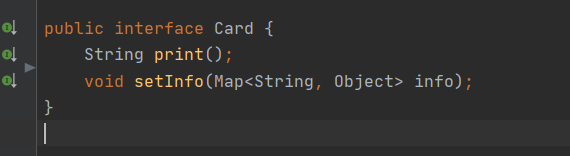 public interface Card {
    String print();
    void setInfo(Map<String, Object> info);
}